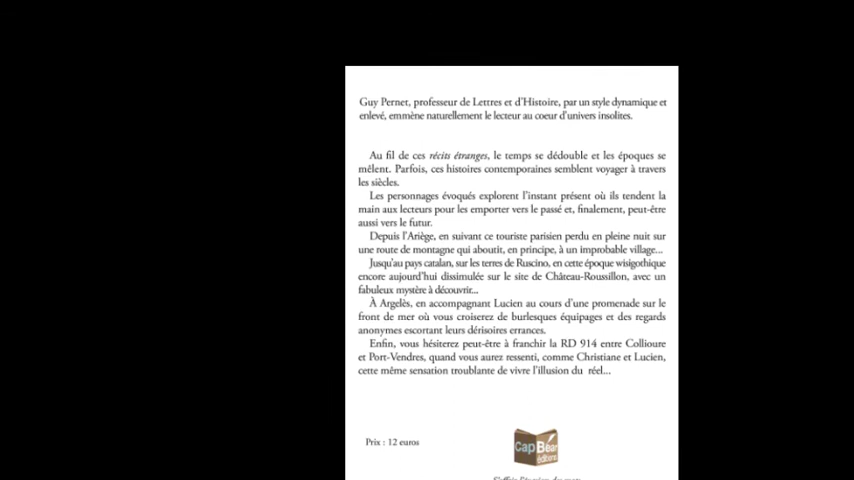 Guy Pernet, professeur de Lettres et d'Histoire, par un style dynamique et
enlevé, emmène naturellement le lecteur au coeur d'univers insolites.
Au fil de ces récits étranges, le temps se dédouble et les époques se
mêlent. Parfois, ces histoires contemporaines semblent voyager à travers
les siècles.
Les personnages évoqués explorent l'instant présent où ils tendent la
main aux lecteurs pour les emporter vers le passé et, finalement, peut-être
aussi vers le futur.
Depuis l'Ariège, en suivant ce touriste parisien perdu en pleine nuit sur
une route de montagne qui aboutit, en principe, à un improbable village...
Jusqu'au pays catalan, sur les terres de Ruscino, en cette époque wisigothique
encore aujourd'hui dissimulée sur le site de Château-Roussillon, avec un
fabuleux mystère à découvrir...
À Argelès, en accompagnant Lucien au cours d'une promenade sur le
front de mer où vous croiserez de burlesques équipages et des regards
anonymes escortant leurs dérisoires errances.
Enfin, vous hésiterez peut-être à franchir la RD 914 entre Collioure
et Port-Vendres, quand vous aurez ressenti, comme Christiane et Lucien,
cette même sensation troublante de vivre l'illusion du réel...
Prix : 12 euros
Cap Béar
éditions